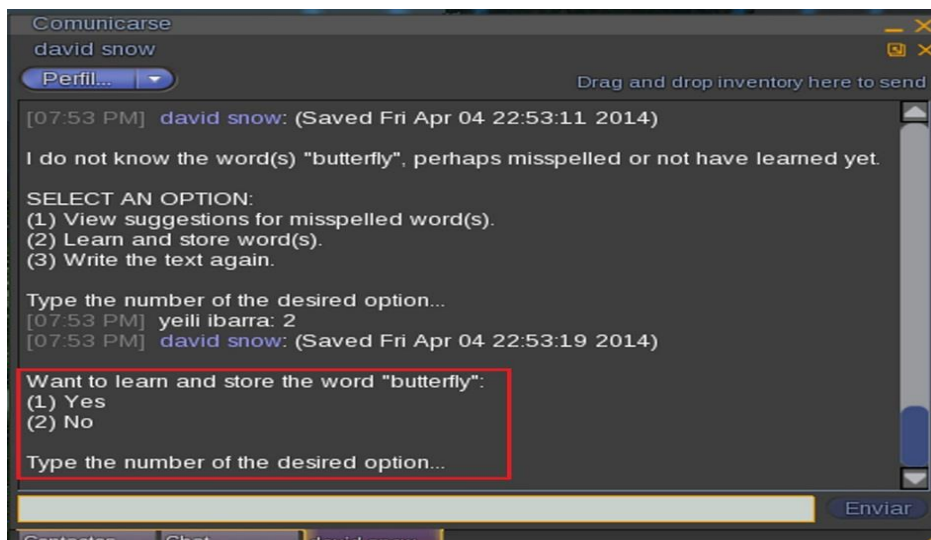 Comunicarse
david snow
Perfil...
Drag and drop inventory here to send
[07:53 PM] david snow: (Saved Fri Apr 04 22:53:11 2014)
I do not know the word(s) "butterfly", perhaps misspelled or not have learned yet.
SELECT AN OPTION:
(1) View suggestions for misspelled word(s).
(2) Learn and store word(s).
(3) Write the text again.
Type the number of the desired option...
[07:53 PM] yeili ibarra: 2
[07:53 PM] david snow: (Saved Fri Apr 04 22:53:19 2014)
Want to learn and store the word "butterfly":
(1) Yes
(2) No
Type the number of the desired option...
Enviar